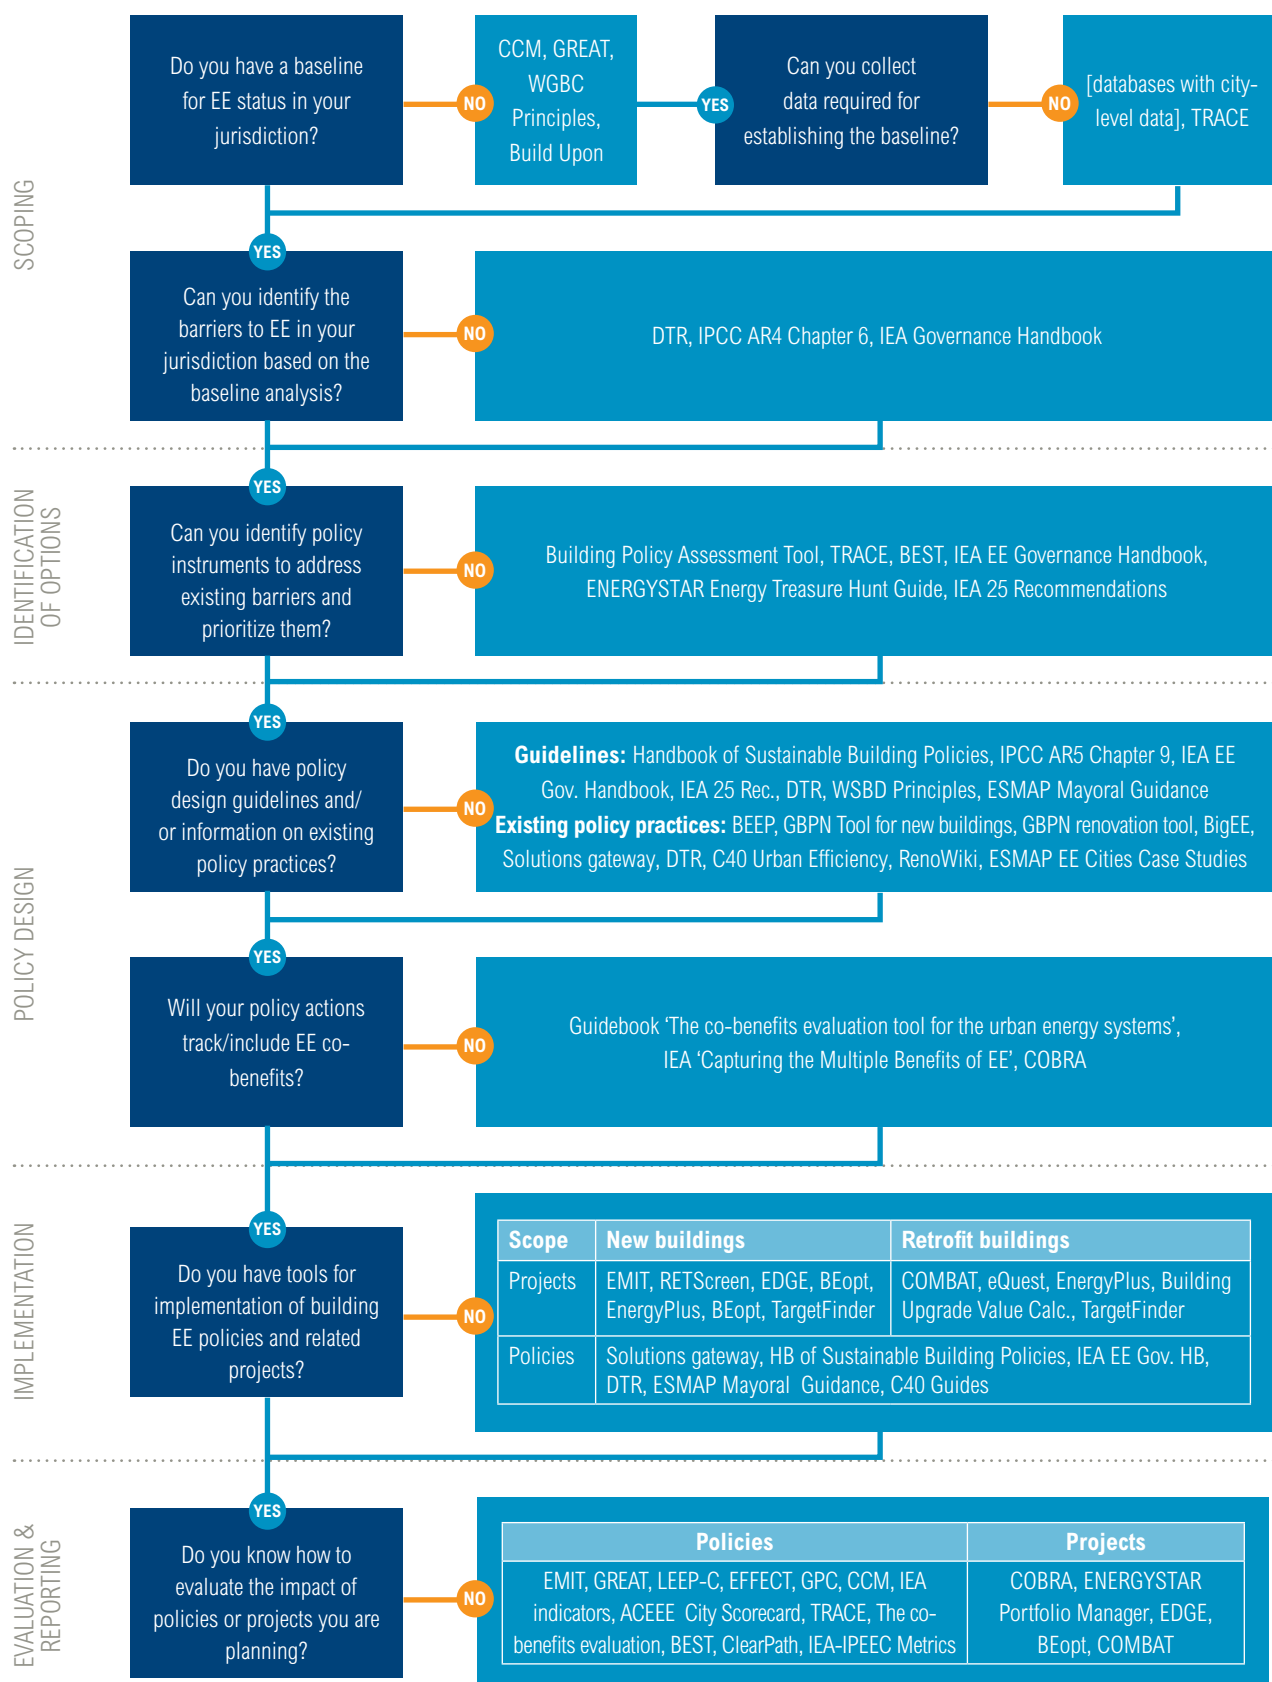 SCOPING
Do you have a baseline
for EE status in your
jurisdiction?
NO
CCM, GREAT,
WGBC
Principles,
Build Upon
YES
Can you collect
data required for
establishing the baseline?
NO
[databases with city-
level data], TRACE
YES
Can you identify the
barriers to EE in your
jurisdiction based on the
baseline analysis?
NO
DTR, IPCC AR4 Chapter 6, IEA Governance Handbook
IDENTIFICATION
OF OPTIONS
YES
Can you identify policy
instruments to address
existing barriers and
prioritize them?
NO
Building Policy Assessment Tool, TRACE, BEST, IEA EE Governance Handbook,
ENERGYSTAR Energy Treasure Hunt Guide, IEA 25 Recommendations
POLICY DESIGN
YES
Do you have policy
design guidelines and/
or information on existing
policy practices?
NO
Guidelines: Handbook of Sustainable Building Policies, IPCC AR5 Chapter 9, IEA EE
Gov. Handbook, IEA 25 Rec., DTR, WSBD Principles, ESMAP Mayoral Guidance
Existing policy practices: BEEP, GBPN Tool for new buildings, GBPN renovation tool, BigEE,
Solutions gateway, DTR, C40 Urban Efficiency, RenoWiki, ESMAP EE Cities Case Studies
YES
Will your policy actions
track/include EE co-
benefits?
NO
Guidebook ‘The co-benefits evaluation tool for the urban energy systems’,
IEA ‘Capturing the Multiple Benefits of EE’, COBRA
IMPLEMENTATION
YES
Do you have tools for
implementation of building
EE policies and related
projects?
NO
Scope
New buildings
Retrofit buildings
Projects
EMIT, RETScreen, EDGE, BEopt,
EnergyPlus, BEopt, TargetFinder
COMBAT, eQuest, EnergyPlus, Building
Upgrade Value Calc., TargetFinder
Policies
Solutions gateway, HB of Sustainable Building Policies, IEA EE Gov. HB,
DTR, ESMAP Mayoral Guidance, C40 Guides
EVALUATION &
REPORTING
YES
Do you know how to
evaluate the impact of
policies or projects you are
planning?
NO
Policies
Projects
EMIT, GREAT, LEEP-C, EFFECT, GPC, CCM, IEA
indicators, ACEEE City Scorecard, TRACE, The co-
benefits evaluation, BEST, ClearPath, IEA-IPEEC Metrics
COBRA, ENERGYSTAR
Portfolio Manager, EDGE,
BEopt, COMBAT